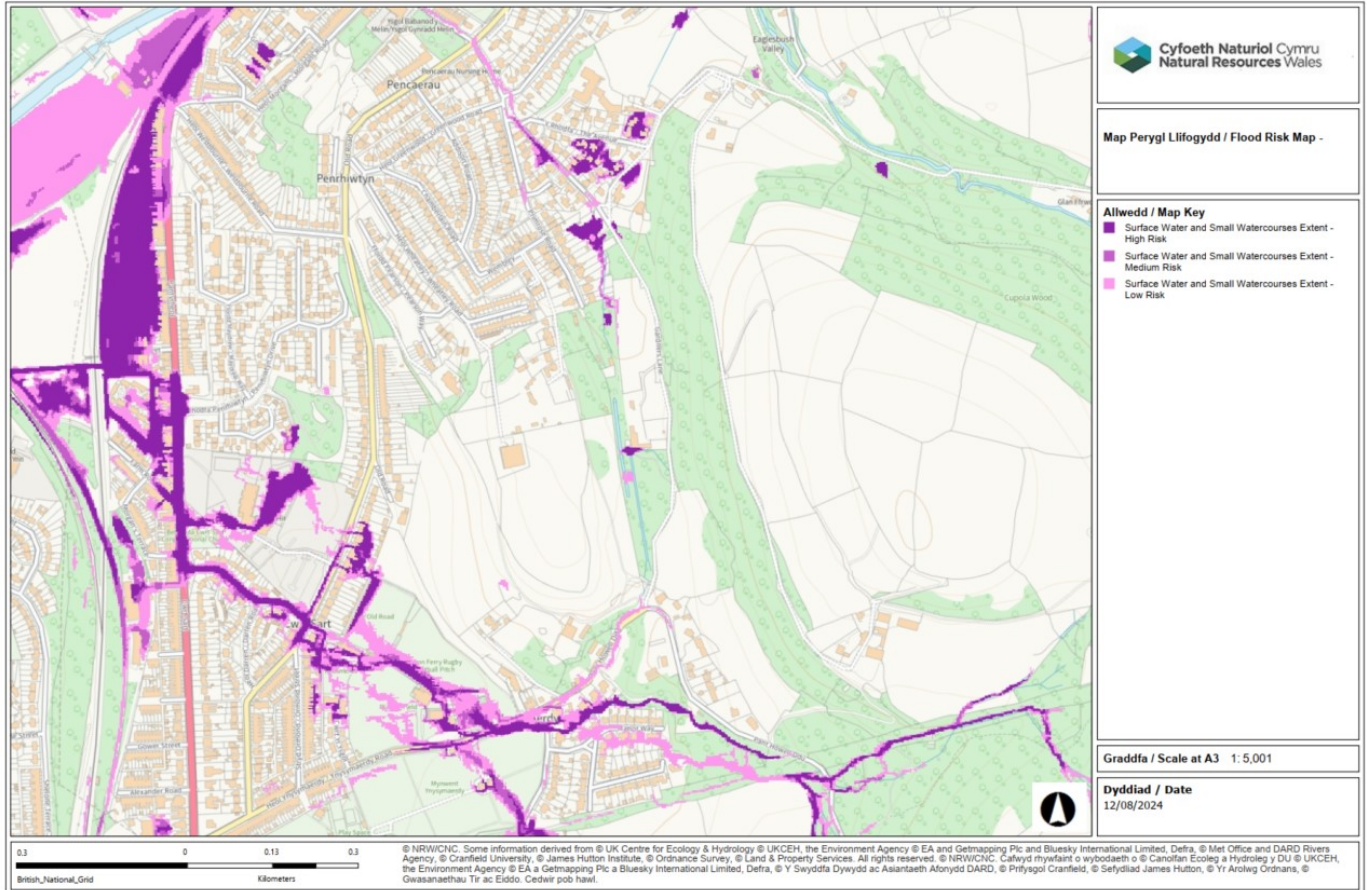 Cyfoeth Naturiol Cymru
Natural Resources Wales
Map Perygl Llifogydd / Flood Risk Map -
Allwedd / Map Key
Surface Water and Small Watercourses Extent -
High Risk
Surface Water and Small Watercourses Extent -
Medium Risk
Surface Water and Small Watercourses Extent -
Low Risk
Graddfa / Scale at A3 1: 5,001
Dyddiad / Date
12/08/2024
Eaglesbush
Valley
Pencaerau Nursing Home
Pencaerau
Penrhiwtyn
Cupola Wood
Old Road
Gower Street
Alexander Road
Mynwent
Ynysymaerdy
Play Space
0.3
0
0.13
0.3
British_National_Grid
Kilometers
© NRW/CNC. Some information derived from © UK Centre for Ecology & Hydrology © UKCEH, the Environment Agency © EA and Getmapping Plc and Bluesky International Limited, Defra, © Met Office and DARD Rivers
Agency, © Cranfield University, © James Hutton Institute, © Ordnance Survey, © Land & Property Services. All rights reserved. © NRW/CNC. Cafwyd rhywfaint o wybodaeth o © Canolfan Ecoleg a Hydroleg y DU © UKCEH,
the Environment Agency © EA a Getmapping Plc a Bluesky International Limited, Defra, © Y Swyddfa Dywydd ac Asiantaeth Afonydd DARD, © Prifysgol Cranfield, © Sefydliad James Hutton, © Yr Arolwg Ordnans, ©
Gwasanaethau Tir ac Eiddo. Cedwir pob hawl.